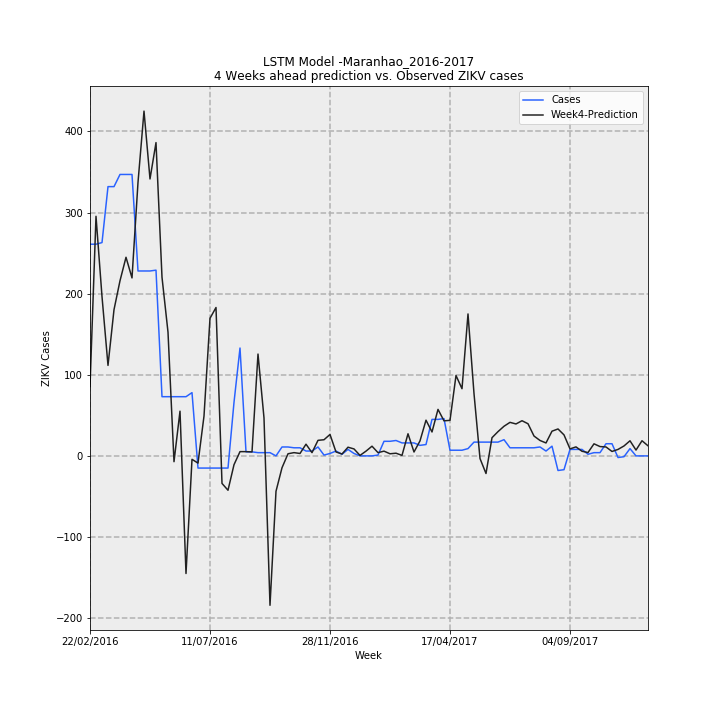 LSTM Model -Maranhao_2016-2017
4 Weeks ahead prediction vs. Observed ZIKV cases
Cases
Week4-Prediction
400
300
200
100
0
−100
−200
ZIKV Cases
22/02/2016 11/07/2016 28/11/2016 17/04/2017 04/09/2017
Week